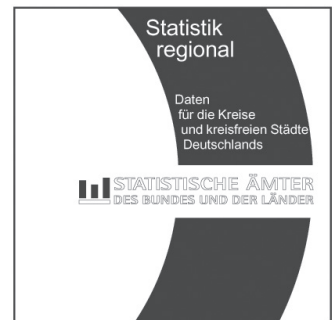 Statistik
regional
Daten
für die Kreise
und kreisfreien Städte
Deutschlands
STATISTISCHE ÄMTER
DES BUNDES UND DER LÄNDER